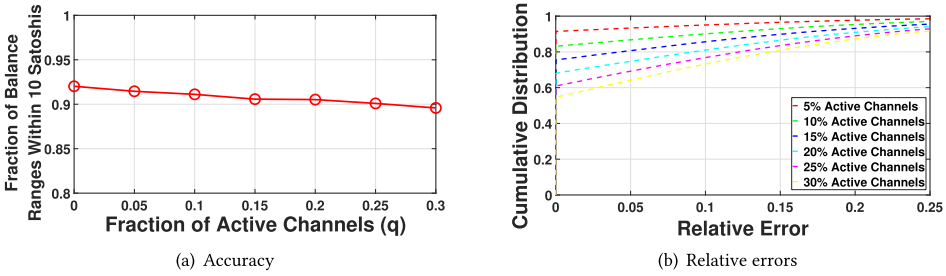 Fraction of Balance
Ranges Within 10 Satoshis
1
0.95
0.9
0.85
0.8
0
0.05
0.1
0.15
0.2
0.25
0.3
Fraction of Active Channels (q)
(a) Accuracy
Cumulative Distribution
1
0.8
0.6
0.4
0.2
0
5% Active Channels
10% Active Channels
15% Active Channels
20% Active Channels
25% Active Channels
30% Active Channels
0
0.05
0.1
0.15
0.2
0.25
Relative Error
(b) Relative errors